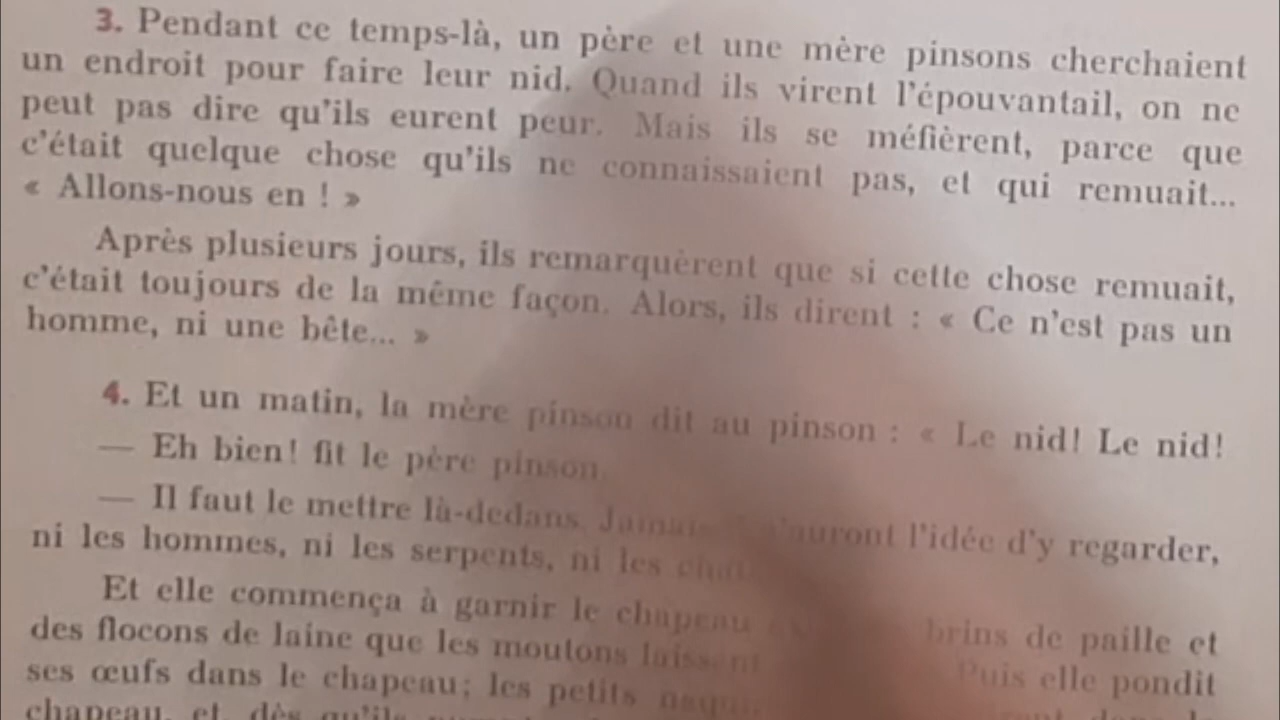 3. Pendant ce temps-là, un père et une mère pinsons cherchaient
un endroit pour faire leur nid. Quand ils virent l'épouvantail, on ne
peut pas dire qu'ils eurent peur. Mais ils se méfièrent, parce que
c'était quelque chose qu'ils ne connaissaient pas, et qui remuait...
« Allons-nous en ! »
Après plusieurs jours, ils remarquèrent que si cette chose remuait,
c'était toujours de la même façon. Alors, ils dirent : « Ce n'est pas un
homme, ni une bête... »
4. Et un matin, la mère pinson dit au pinson : « Le nid! Le nid!
— Eh bien! fit le père pinson.
— Il faut le mettre là-dedans. Jamais n'auront l'idée d'y regarder,
ni les hommes, ni les serpents, ni les
Et elle commença à garnir le chapeau brins de paille et
des flocons de laine que les moutons laissent Puis elle pondit
ses œufs dans le chapeau; les petits
chapeau, et, dès qu'ils